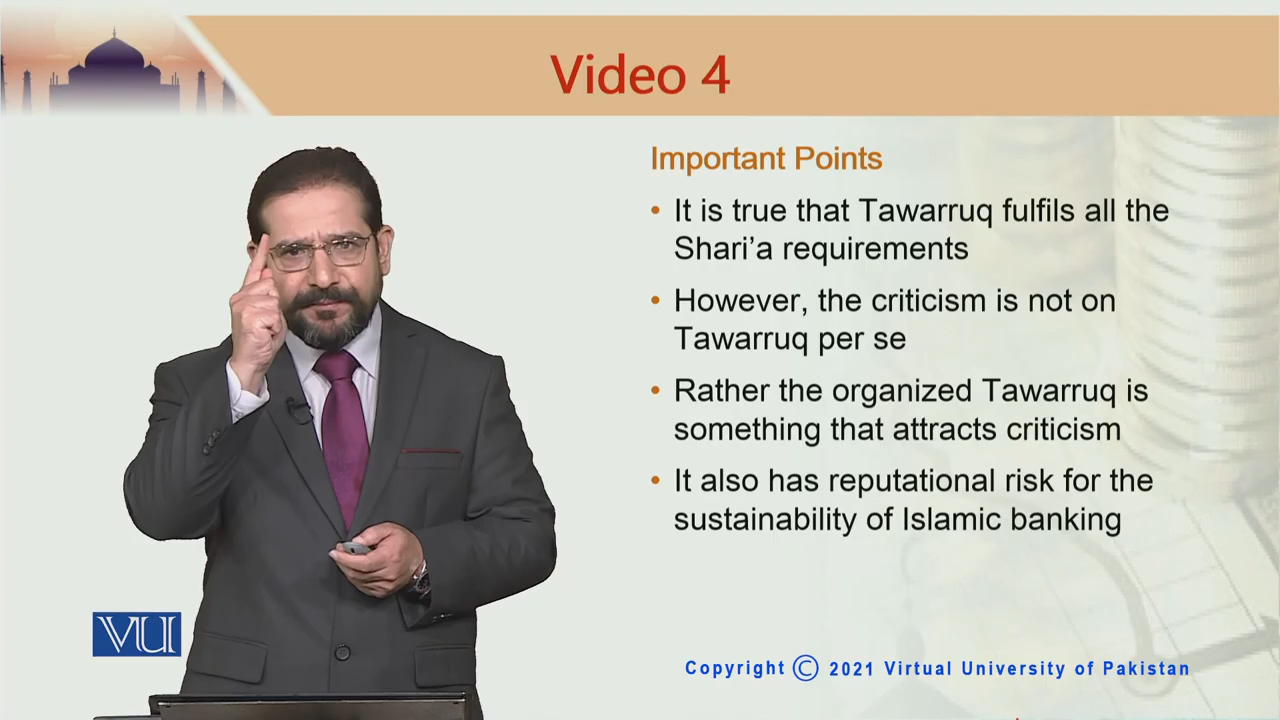 Video 4
Important Points
• It is true that Tawarruq fulfils all the
Shari’a requirements
• However, the criticism is not on
Tawarruq per se
• Rather the organized Tawarruq is
something that attracts criticism
• It also has reputational risk for the
sustainability of Islamic banking
VU
Copyright © 2021 Virtual University of Pakistan